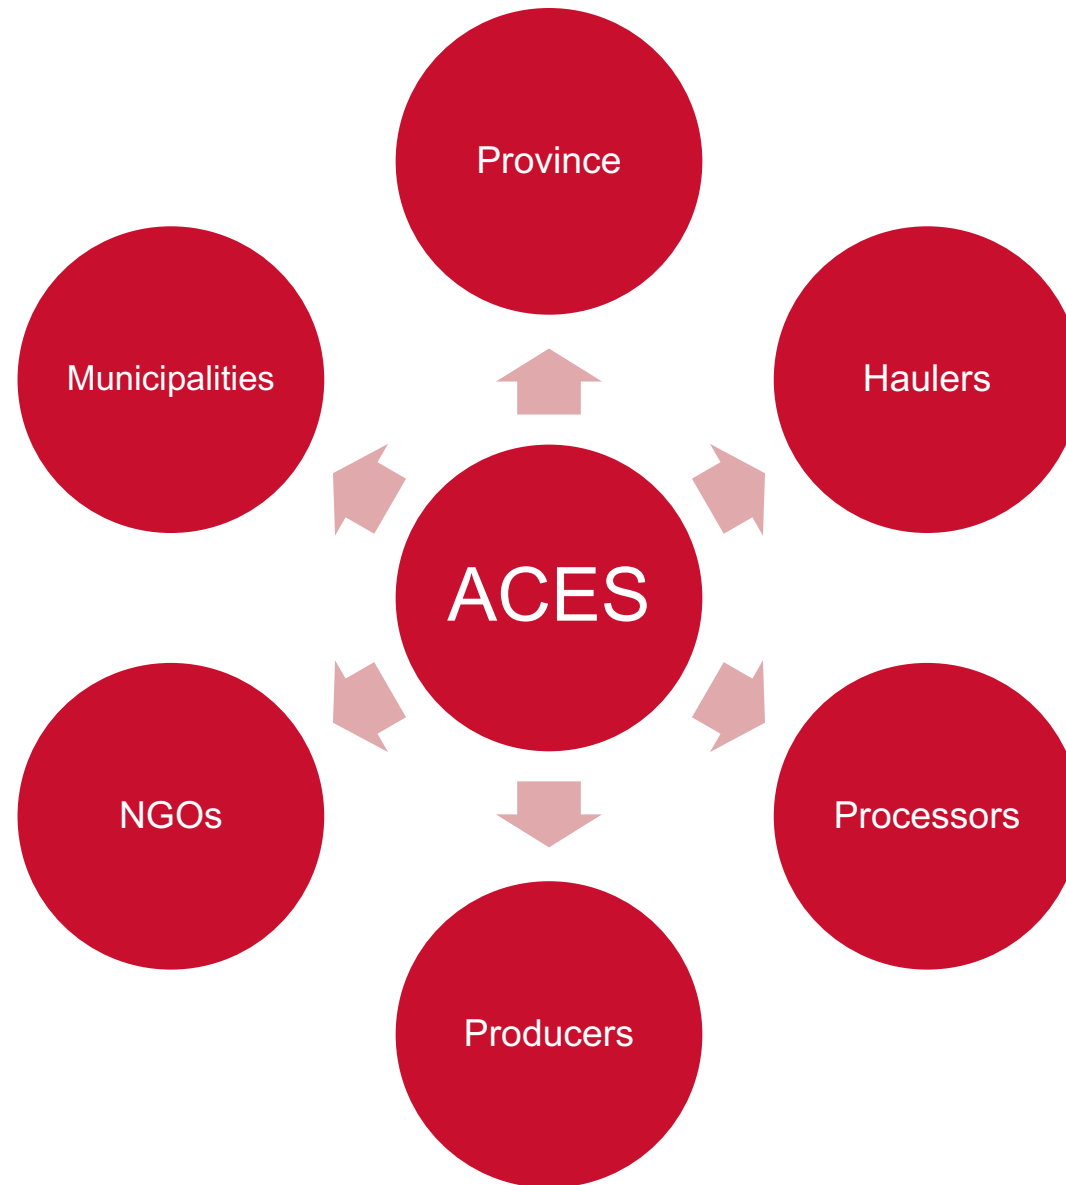 Province
Municipalities
Haulers
ACES
NGOs
Processors
Producers